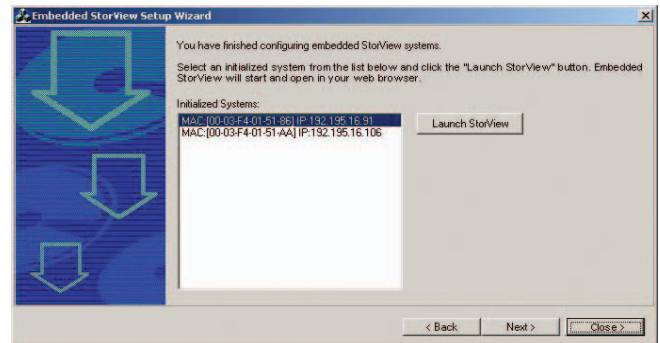 Embedded StorView Setup Wizard
You have finished configuring embedded StorView systems.
Select an initialized system from the list below and click the "Launch StorView" button. Embedded
StorView will start and open in your web browser.
Initialized Systems:
MAC:[00-03-F4-01-51-86] IP:192.195.16.91
MAC:[00-03-F4-01-51-AA] IP:192.195.16.106
Launch StorView
< Back
Next >
Close >